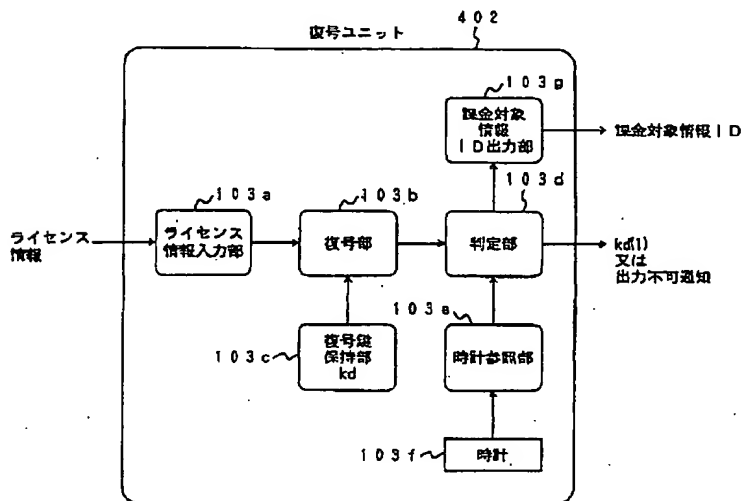 復号ユニット
402
103g
課金対象
情報
ID出力部
課金対象情報ID
103a
103b
103d
ライセンス
情報
ライセンス
情報入力部
復号部
判定部
kd(1)
又は
出力不可通知
103e
103c
復号鍵
保持部
kd
時計参照部
103f
時計